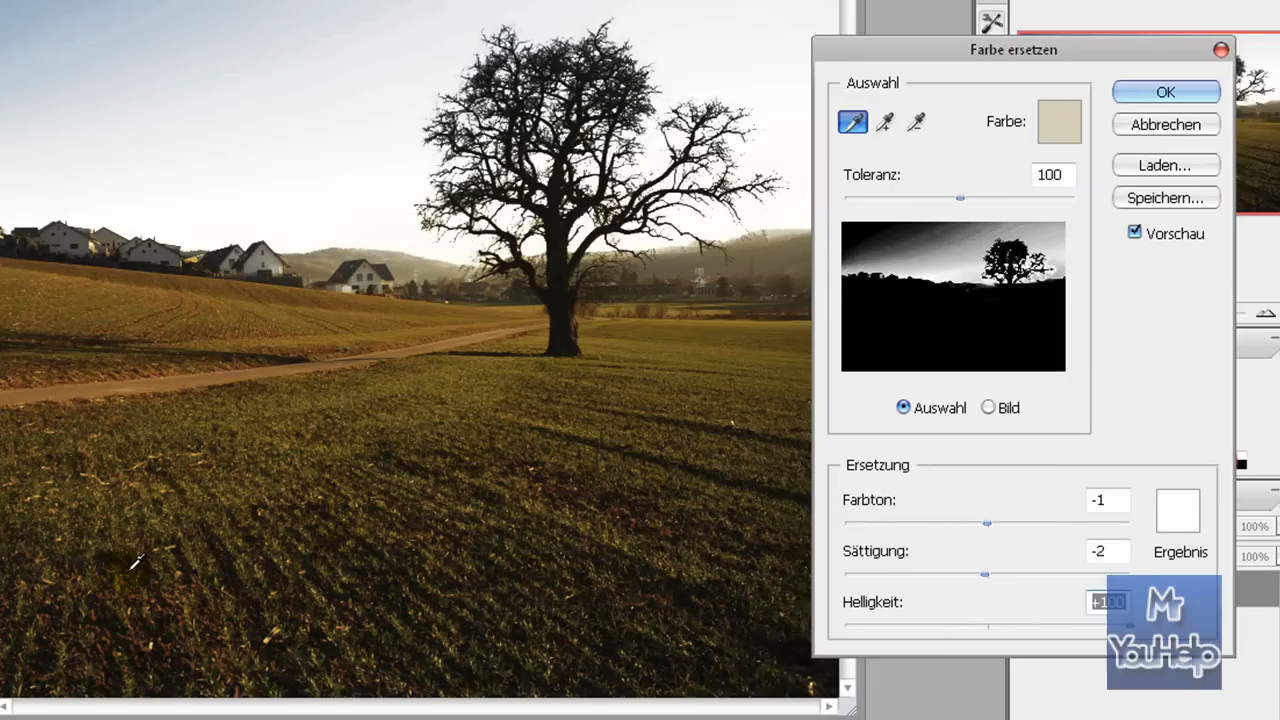 Farbe ersetzen
Auswahl
Farbe:
OK
Abbrechen
Toleranz:
100
Laden...
Speichern...
Vorschau
Auswahl
Bild
Ersetzung
Farbton:
-1
Sättigung:
-2
Ergebnis
Helligkeit:
+100
100%
100%
Mr
YouHelp